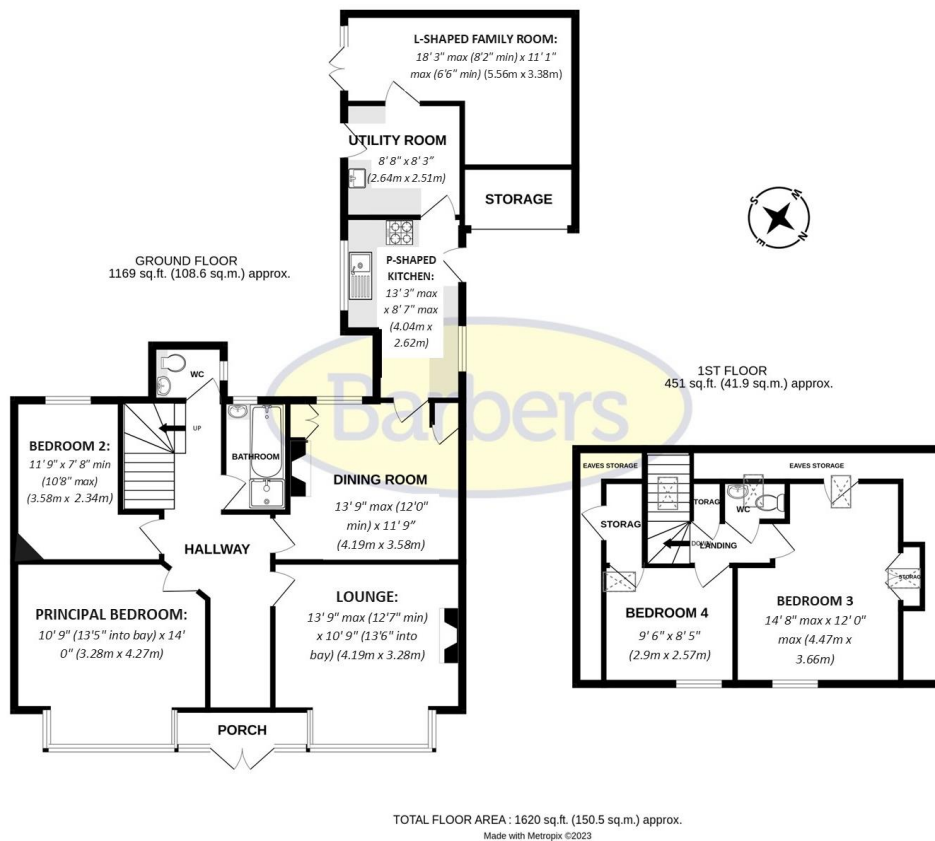 L-SHAPED FAMILY ROOM:
18' 3" max (8'2" min) x 11' 1"
max (6'6" min) (5.56m x 3.38m)
UTILITY ROOM
8' 8" x 8' 3"
(2.64m x 2.51m)
STORAGE
P-SHAPED
KITCHEN:
13' 3" max
x 8' 7" max
(4.04m x
2.62m)
S
W
E
N
GROUND FLOOR
1169 sq.ft. (108.6 sq.m.) approx.
WC
Barbers
1ST FLOOR
451 sq.ft. (41.9 sq.m.) approx.
BEDROOM 2:
11' 9" x 7' 8" min
(10'8" max)
(3.58m x 2.34m)
UP
BATHROOM
DINING ROOM
13' 9" max (12'0"
min) x 11' 9"
(4.19m x 3.58m)
HALLWAY
PRINCIPAL BEDROOM:
10' 9" (13'5" into bay) x 14'
0" (3.28m x 4.27m)
LOUNGE:
13' 9" max (12'7" min)
x 10' 9" (13'6" into
bay) (4.19m x 3.28m)
PORCH
EAVES STORAGE
EAVES STORAGE
STORAG
TORAG
WC
DOWN
LANDING
STORAG
BEDROOM 4
9' 6" x 8' 5"
(2.9m x 2.57m)
BEDROOM 3
14' 8" max x 12' 0"
max (4.47m x
3.66m)
TOTAL FLOOR AREA : 1620 sq.ft. (150.5 sq.m.) approx.
Made with Metropix ©2023